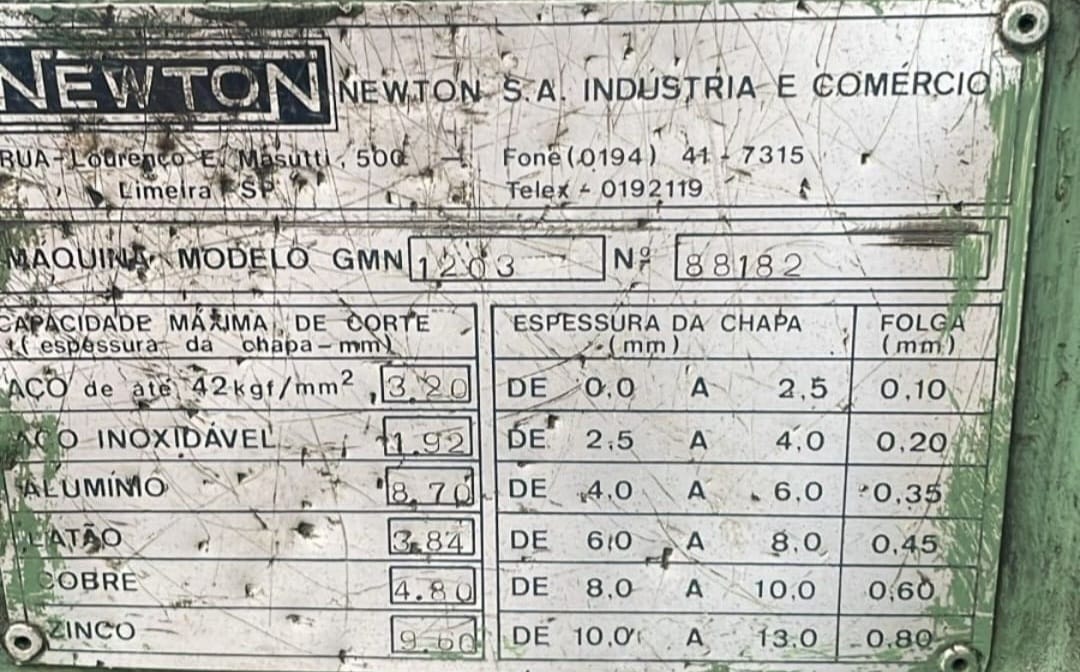 NEWTON NEWTON S.A. INDÚSTRIA E COMÉRCIO
RUA-Lourenço E. Masutti, 500 Fone (0194) 41-7315
Limeira SP Telex - 0192119
MÁQUINA MODELO GMN 1203 Nº 88182
CAPACIDADE MÁXIMA DE CORTE ESPESSURA DA CHAPA FOLGA
(espessura da chapa-mm) (mm) (mm)
AÇO de até 42kgf/mm² 3.20 DE 0,0 A 2,5 0,10
AÇO INOXIDÁVEL 1.92 DE 2,5 A 4,0 0,20
ALUMÍNIO 8.70 DE 4,0 A 6,0 0,35
LATÃO 3.84 DE 6,0 A 8,0 0,45
COBRE 4.80 DE 8,0 A 10,0 0,60
ZINCO 9.60 DE 10,0 A 13,0 0,80